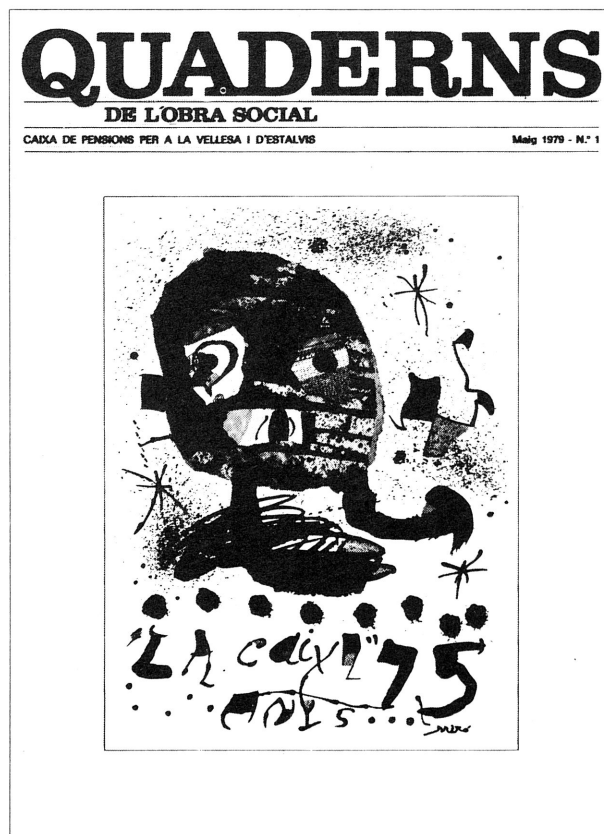 QUADERNS
DE L'OBRA SOCIAL
CAIXA DE PENSIONS PER A LA VELLESA I D'ESTALVIS
Maig 1979 - N.º 1
"LA CAIXA" 75
ANYS...
Miró